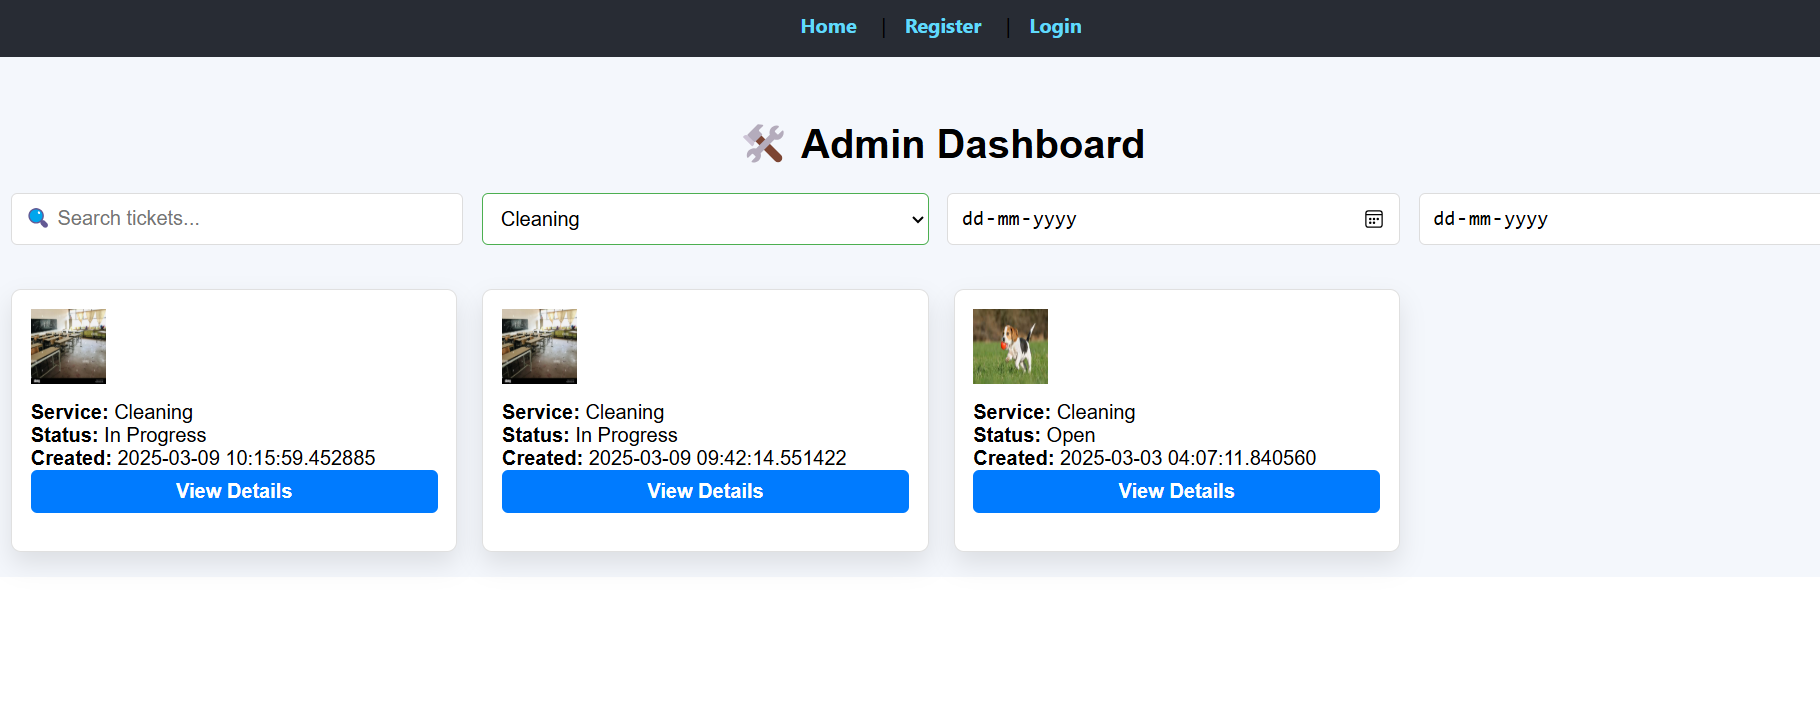 Home | Register | Login
🛠️ Admin Dashboard
🔍 Search tickets...
Cleaning
dd-mm-yyyy
dd-mm-yyyy
Service: Cleaning
Status: In Progress
Created: 2025-03-09 10:15:59.452885
View Details
Service: Cleaning
Status: In Progress
Created: 2025-03-09 09:42:14.551422
View Details
Service: Cleaning
Status: Open
Created: 2025-03-03 04:07:11.840560
View Details